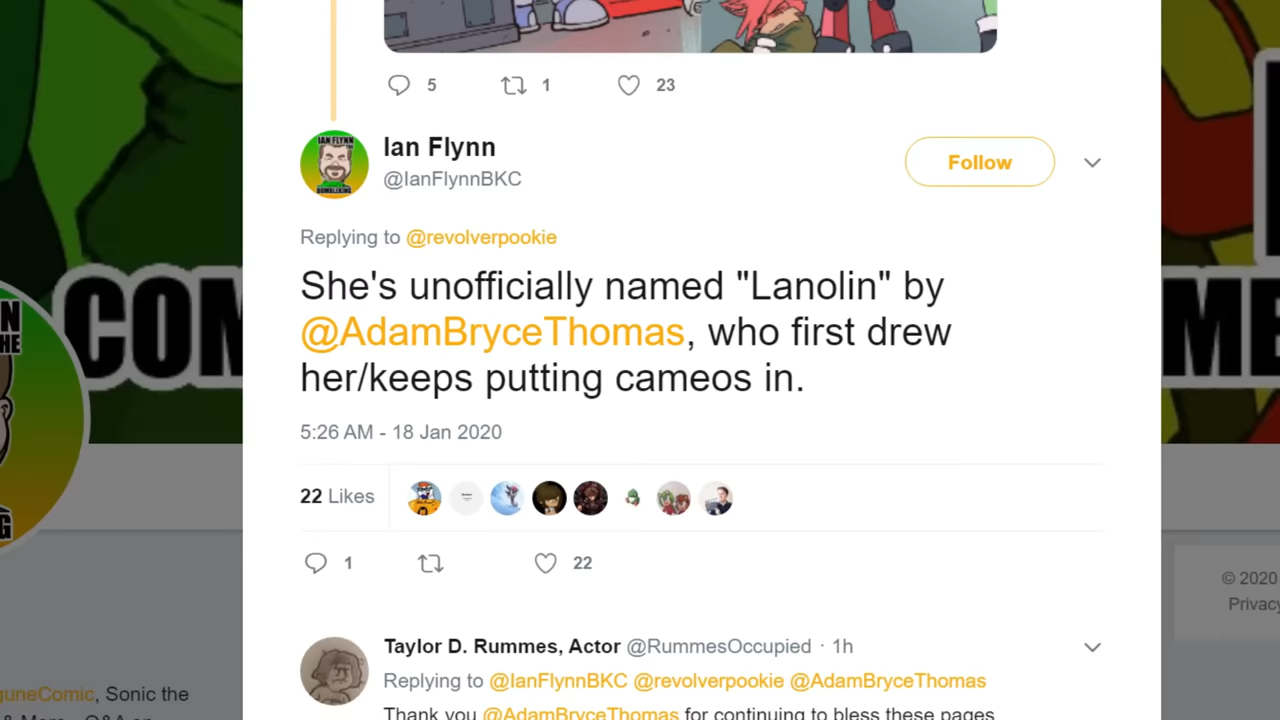 5 1 23
IAN FLYNN
Ian Flynn
@IanFlynnBKC
Follow
Replying to @revolverpookie
She's unofficially named "Lanolin" by
@AdamBryceThomas, who first drew
her/keeps putting cameos in.
5:26 AM - 18 Jan 2020
22 Likes
1 22
Taylor D. Rummes, Actor @RummesOccupied · 1h
Replying to @IanFlynnBKC @revolverpookie @AdamBryceThomas
Thank you @AdamBryceThomas for continuing to bless these pages
COM
guneComic, Sonic the
© 2020
Privacy